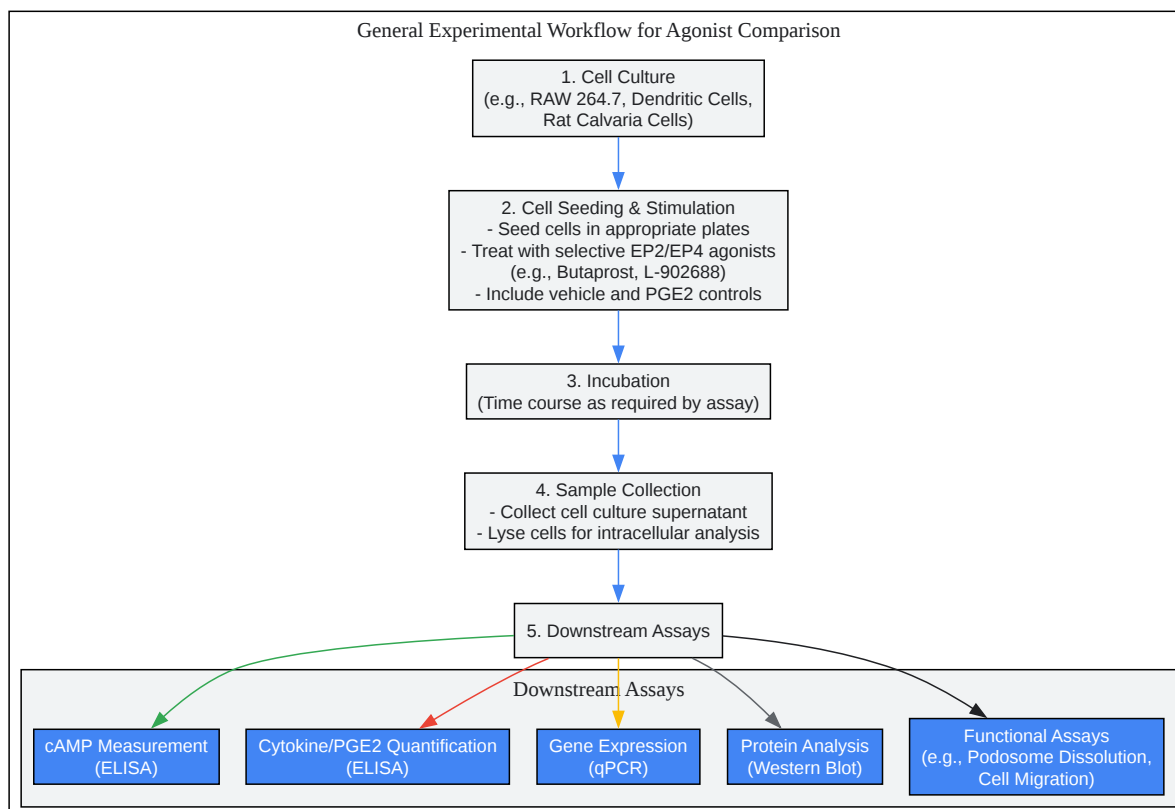 General Experimental Workflow for Agonist Comparison
1. Cell Culture
(e.g., RAW 264.7, Dendritic Cells,
Rat Calvaria Cells)
2. Cell Seeding & Stimulation
- Seed cells in appropriate plates
- Treat with selective EP2/EP4 agonists
(e.g., Butaprost, L-902688)
- Include vehicle and PGE2 controls
3. Incubation
(Time course as required by assay)
4. Sample Collection
- Collect cell culture supernatant
- Lyse cells for intracellular analysis
5. Downstream Assays
Downstream Assays
cAMP Measurement
(ELISA)
Cytokine/PGE2 Quantification
(ELISA)
Gene Expression
(qPCR)
Protein Analysis
(Western Blot)
Functional Assays
(e.g., Podosome Dissolution,
Cell Migration)